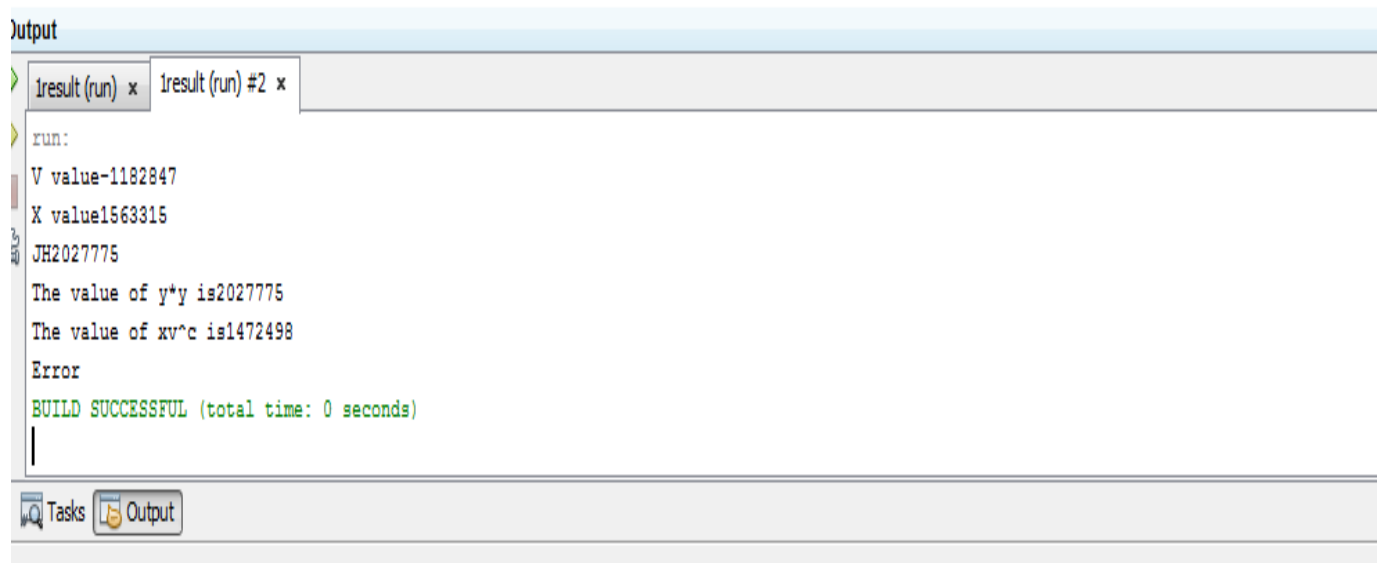 Output
1result (run) x 1result (run) #2 x
run:
V value-1182847
X value1563315
JH2027775
The value of y*y is2027775
The value of xv^c is1472498
Error
BUILD SUCCESSFUL (total time: 0 seconds)
Tasks Output